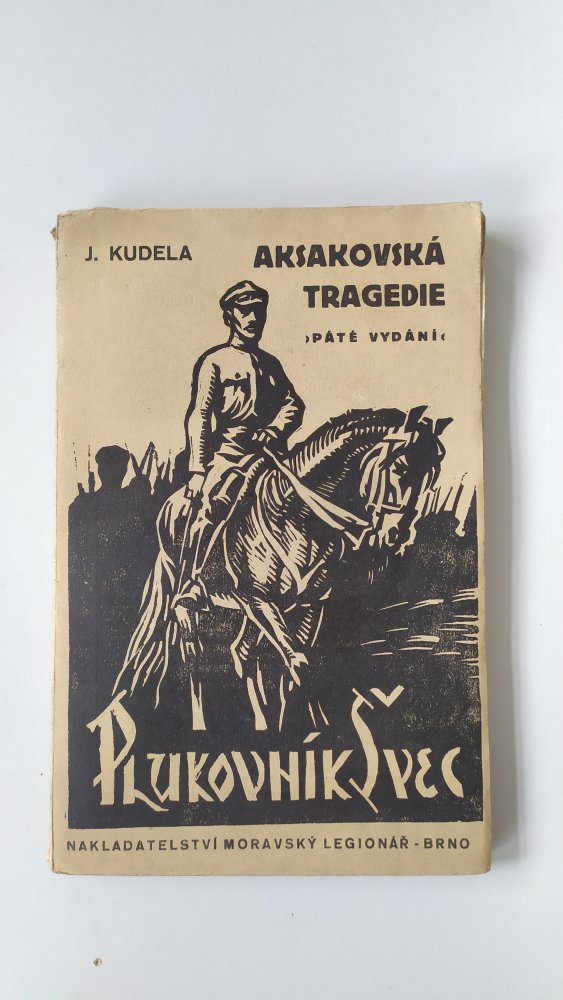 J. KUDELA
AKSAKOVSKÁ
TRAGEDIE
›PÁTÉ VYDÁNÍ‹
PLUKOVNÍK ŠVEC
NAKLADATELSTVÍ MORAVSKÝ LEGIONÁŘ - BRNO